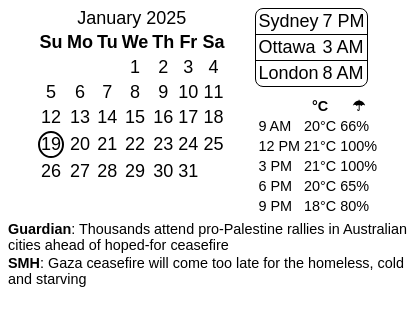 January 2025
Su Mo Tu We Th Fr Sa
1 2 3 4
5 6 7 8 9 10 11
12 13 14 15 16 17 18
19 20 21 22 23 24 25
26 27 28 29 30 31
Sydney 7 PM
Ottawa 3 AM
London 8 AM
°C ☂
9 AM 20°C 66%
12 PM 21°C 100%
3 PM 21°C 100%
6 PM 20°C 65%
9 PM 18°C 80%
Guardian: Thousands attend pro-Palestine rallies in Australian
cities ahead of hoped-for ceasefire
SMH: Gaza ceasefire will come too late for the homeless, cold
and starving